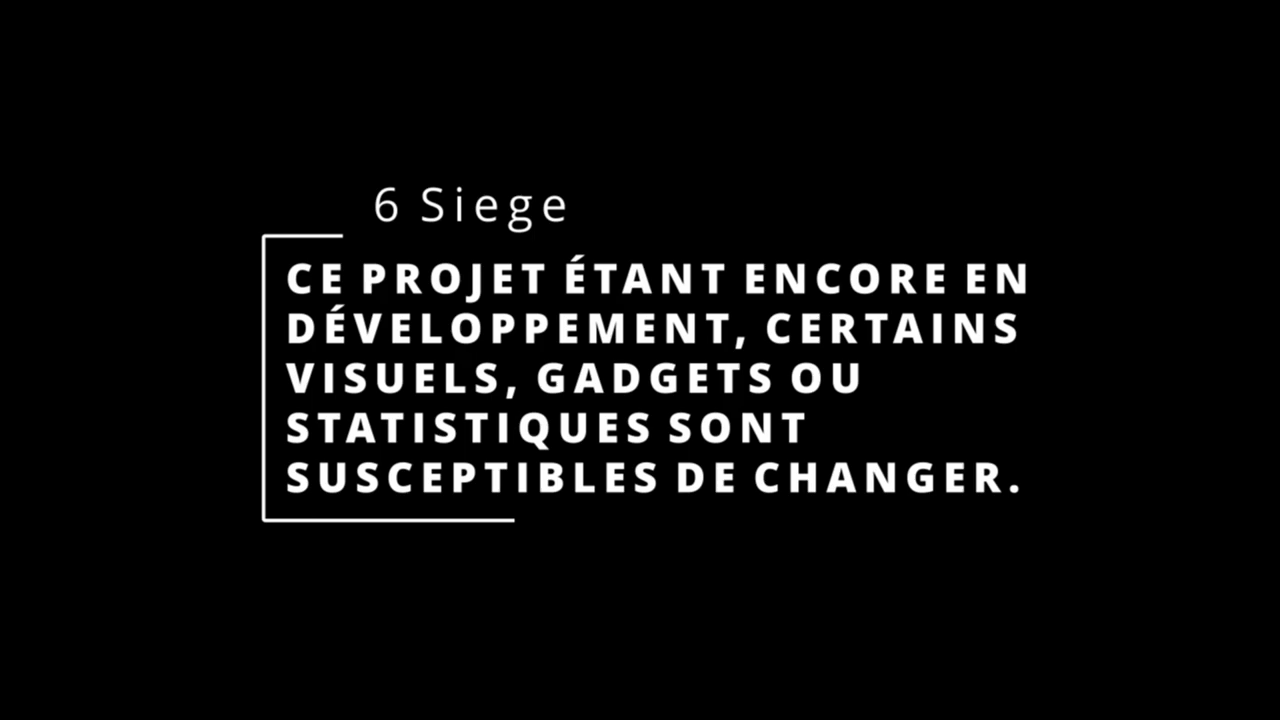 6 Siege
CE PROJET ÉTANT ENCORE EN
DÉVELOPPEMENT, CERTAINS
VISUELS, GADGETS OU
STATISTIQUES SONT
SUSCEPTIBLES DE CHANGER.